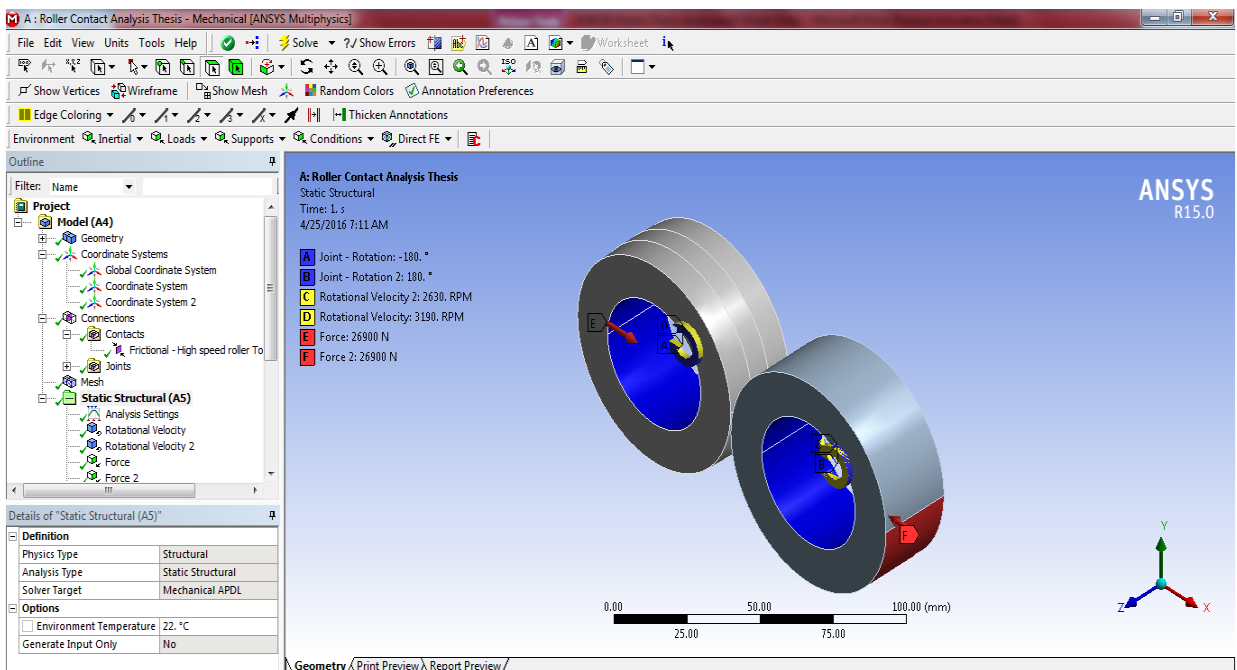 A : Roller Contact Analysis Thesis - Mechanical [ANSYS Multiphysics]
File Edit View Units Tools Help Solve ?/ Show Errors Worksheet
Show Vertices Wireframe Show Mesh Random Colors Annotation Preferences
Edge Coloring Thicken Annotations
Environment Inertial Loads Supports Conditions Direct FE
Outline
Filter: Name
Project
Model (A4)
Geometry
Coordinate Systems
Global Coordinate System
Coordinate System
Coordinate System 2
Connections
Contacts
Frictional - High speed roller To
Joints
Mesh
Static Structural (A5)
Analysis Settings
Rotational Velocity
Rotational Velocity 2
Force
Force 2
Details of "Static Structural (A5)"
Definition
Physics Type Structural
Analysis Type Static Structural
Solver Target Mechanical APDL
Options
Environment Temperature 22. °C
Generate Input Only No
A: Roller Contact Analysis Thesis
Static Structural
Time: 1. s
4/25/2016 7:11 AM
A Joint - Rotation: -180. °
B Joint - Rotation 2: 180. °
C Rotational Velocity 2: 2630. RPM
D Rotational Velocity: 3190. RPM
E Force: 26900 N
F Force 2: 26900 N
ANSYS
R15.0
E
D
A
B
F
Y
Z
X
0.00 50.00 100.00 (mm)
25.00 75.00
Geometry Print Preview Report Preview